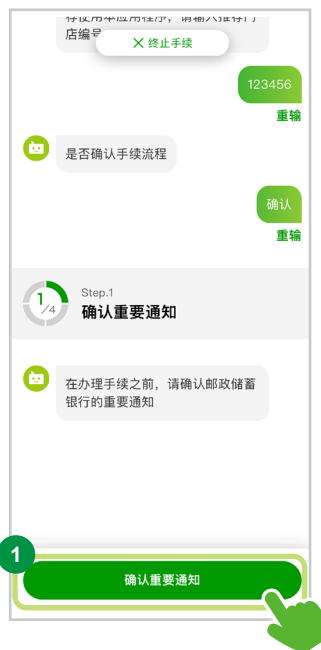 店编号
终止手续
123456
重输
是否确认手续流程
确认
重输
1/4
Step.1
确认重要通知
在办理手续之前，请确认邮政储蓄
银行的重要通知
1
确认重要通知